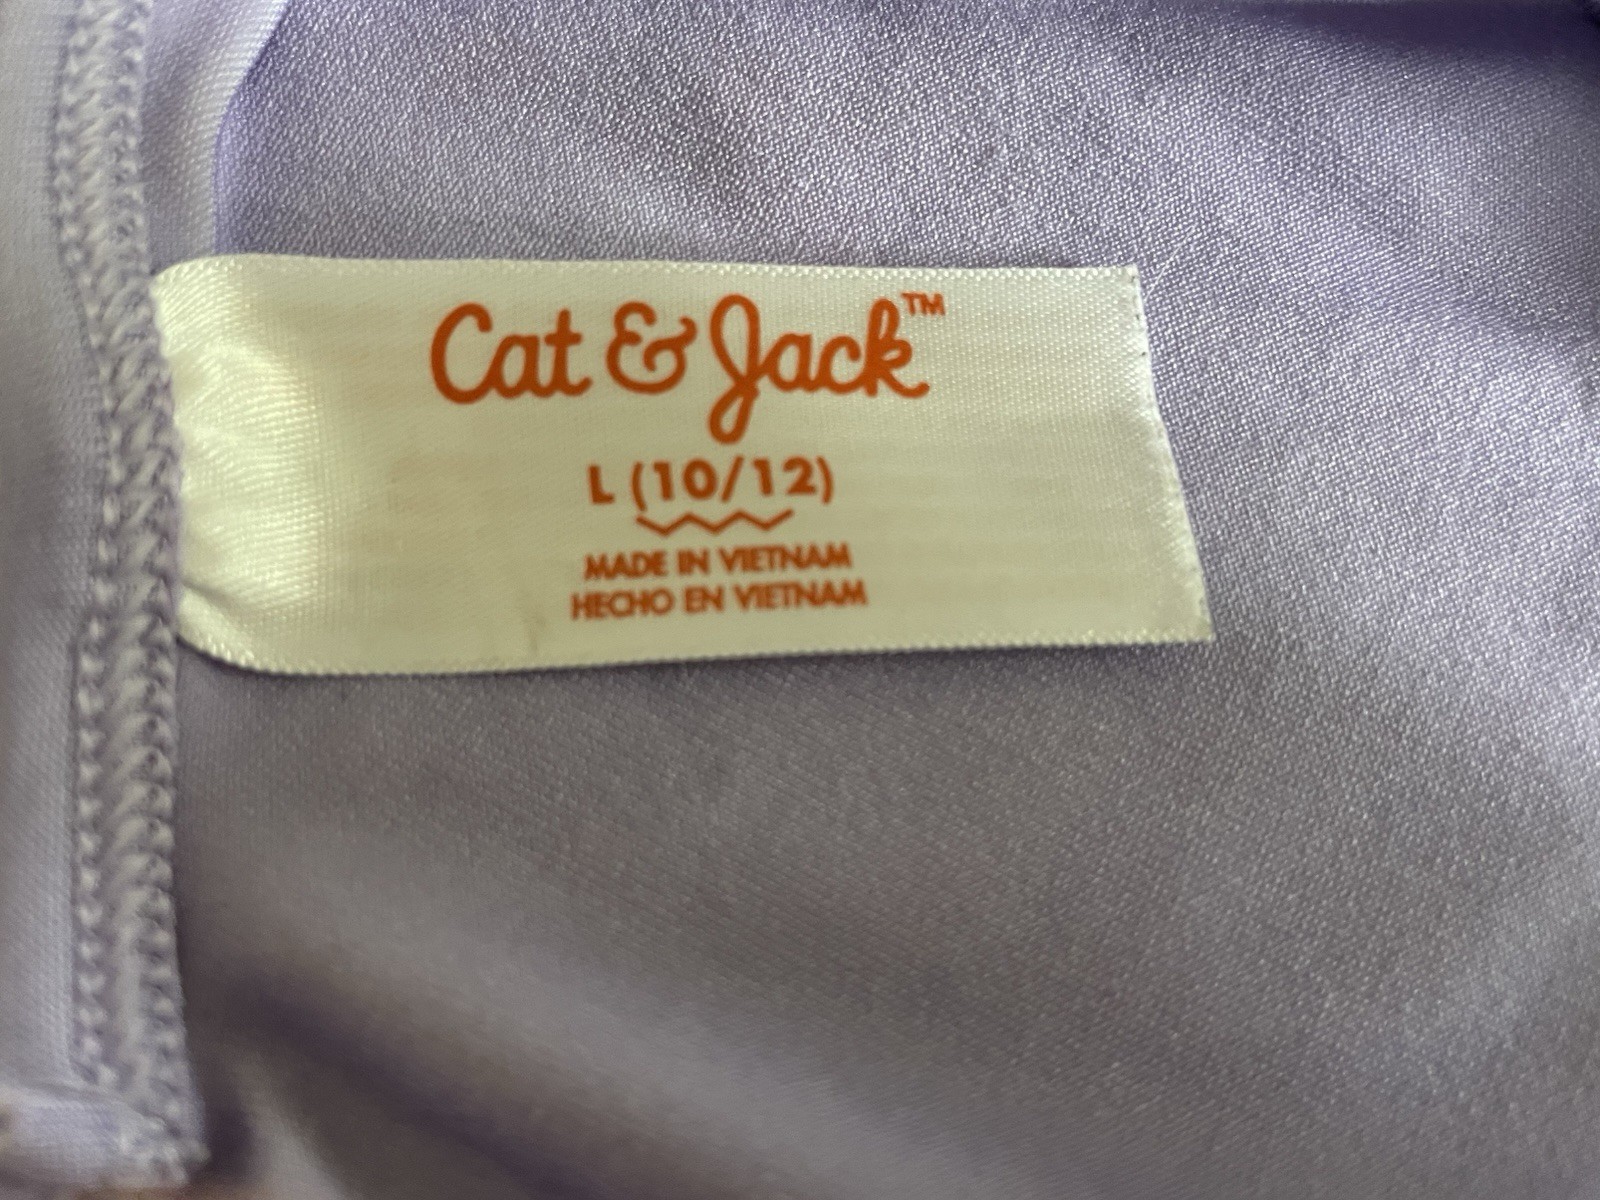 Cat & Jack™
L (10/12)
MADE IN VIETNAM
HECHO EN VIETNAM